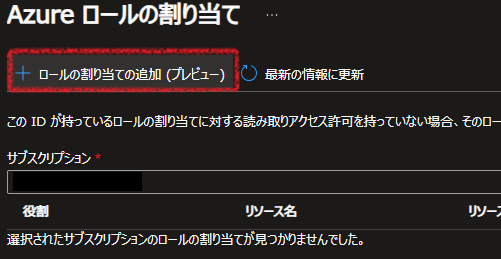 Azure ロールの割り当て ...
+ ロールの割り当ての追加 (プレビュー) 最新の情報に更新
この ID が持っているロールの割り当てに対する読み取りアクセス許可を持っていない場合、そのロー
サブスクリプション *
役割 リソース名 リソース
選択されたサブスクリプションのロールの割り当てが見つかりませんでした。